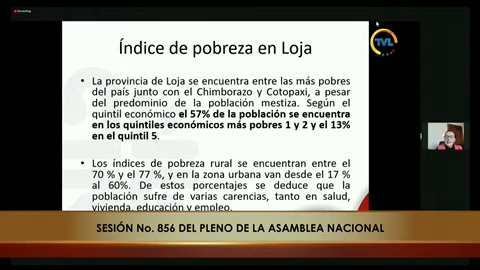 Recording
TVL
Índice de pobreza en Loja
• La provincia de Loja se encuentra entre las más pobres
del país junto con el Chimborazo y Cotopaxi, a pesar
del predominio de la población mestiza. Según el
quintil económico el 57% de la población se encuentra
en los quintiles económicos más pobres 1 y 2 y el 13%
en el quintil 5.
• Los índices de pobreza rural se encuentran entre el
70 % y el 77 %, y en la zona urbana van desde el 17 %
al 60%. De estos porcentajes se deduce que la
población sufre de varias carencias, tanto en salud,
vivienda, educación y empleo.
SESIÓN No. 856 DEL PLENO DE LA ASAMBLEA NACIONAL